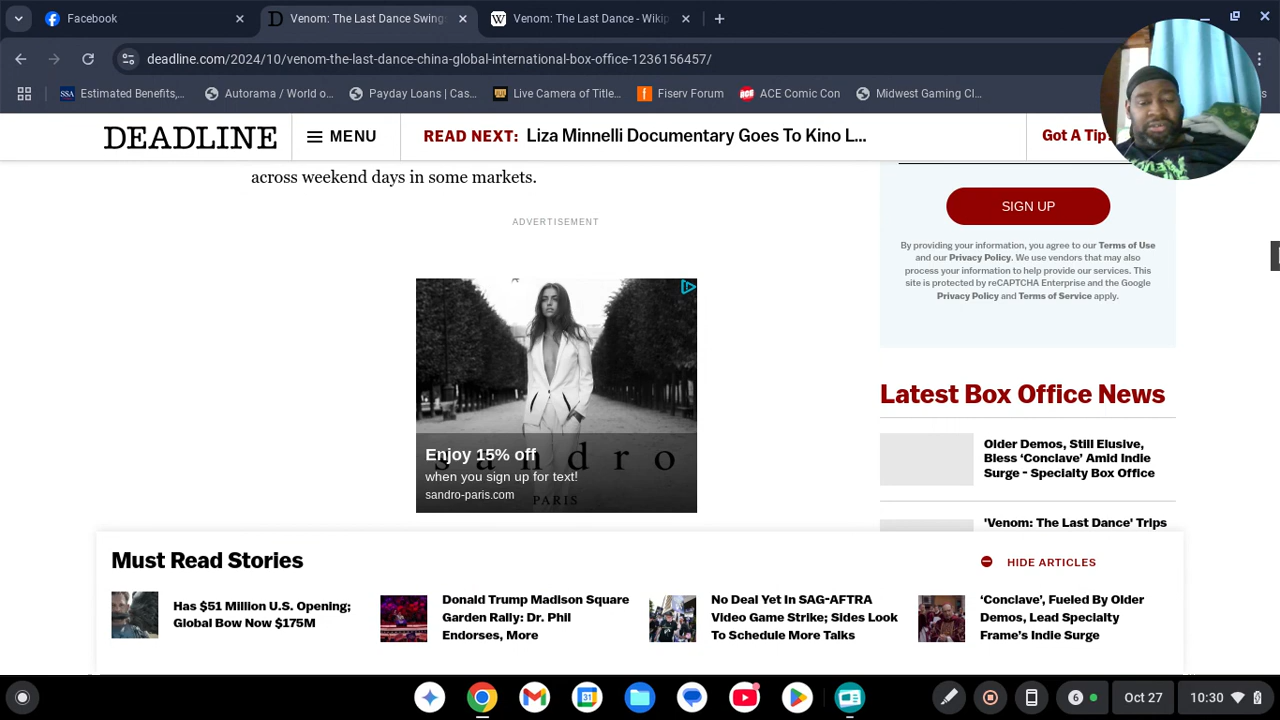 Facebook
Venom: The Last Dance Swing
Venom: The Last Dance - Wikip
deadline.com/2024/10/venom-the-last-dance-china-global-international-box-office-1236156457/
Estimated Benefits,...
Autorama / World o...
Payday Loans | Cas...
Live Camera of Title...
Fiserv Forum
ACE Comic Con
Midwest Gaming Cl...
DEADLINE
MENU
READ NEXT: Liza Minnelli Documentary Goes To Kino L...
Got A Tip?
across weekend days in some markets.
ADVERTISEMENT
Enjoy 15% off
sandro
when you sign up for text!
sandro-paris.com
PARIS
SIGN UP
By providing your information, you agree to our Terms of Use
and our Privacy Policy. We use vendors that may also
process your information to help provide our services. This
site is protected by reCAPTCHA Enterprise and the Google
Privacy Policy and Terms of Service apply.
Latest Box Office News
Older Demos, Still Elusive,
Bless ‘Conclave’ Amid Indie
Surge - Specialty Box Office
'Venom: The Last Dance' Trips
Must Read Stories
HIDE ARTICLES
Has $51 Million U.S. Opening;
Global Bow Now $175M
Donald Trump Madison Square
Garden Rally: Dr. Phil
Endorses, More
No Deal Yet In SAG-AFTRA
Video Game Strike; Sides Look
To Schedule More Talks
‘Conclave’, Fueled By Older
Demos, Lead Specialty
Frame's Indie Surge
31
6
Oct 27
10:30